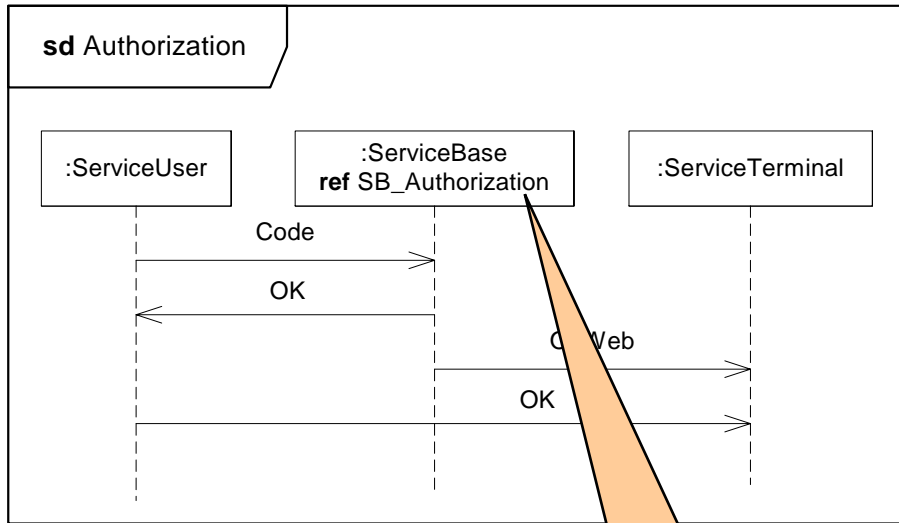 sd Authorization
:ServiceUser
:ServiceBase
ref SB_Authorization
:ServiceTerminal
Code
OK
OK